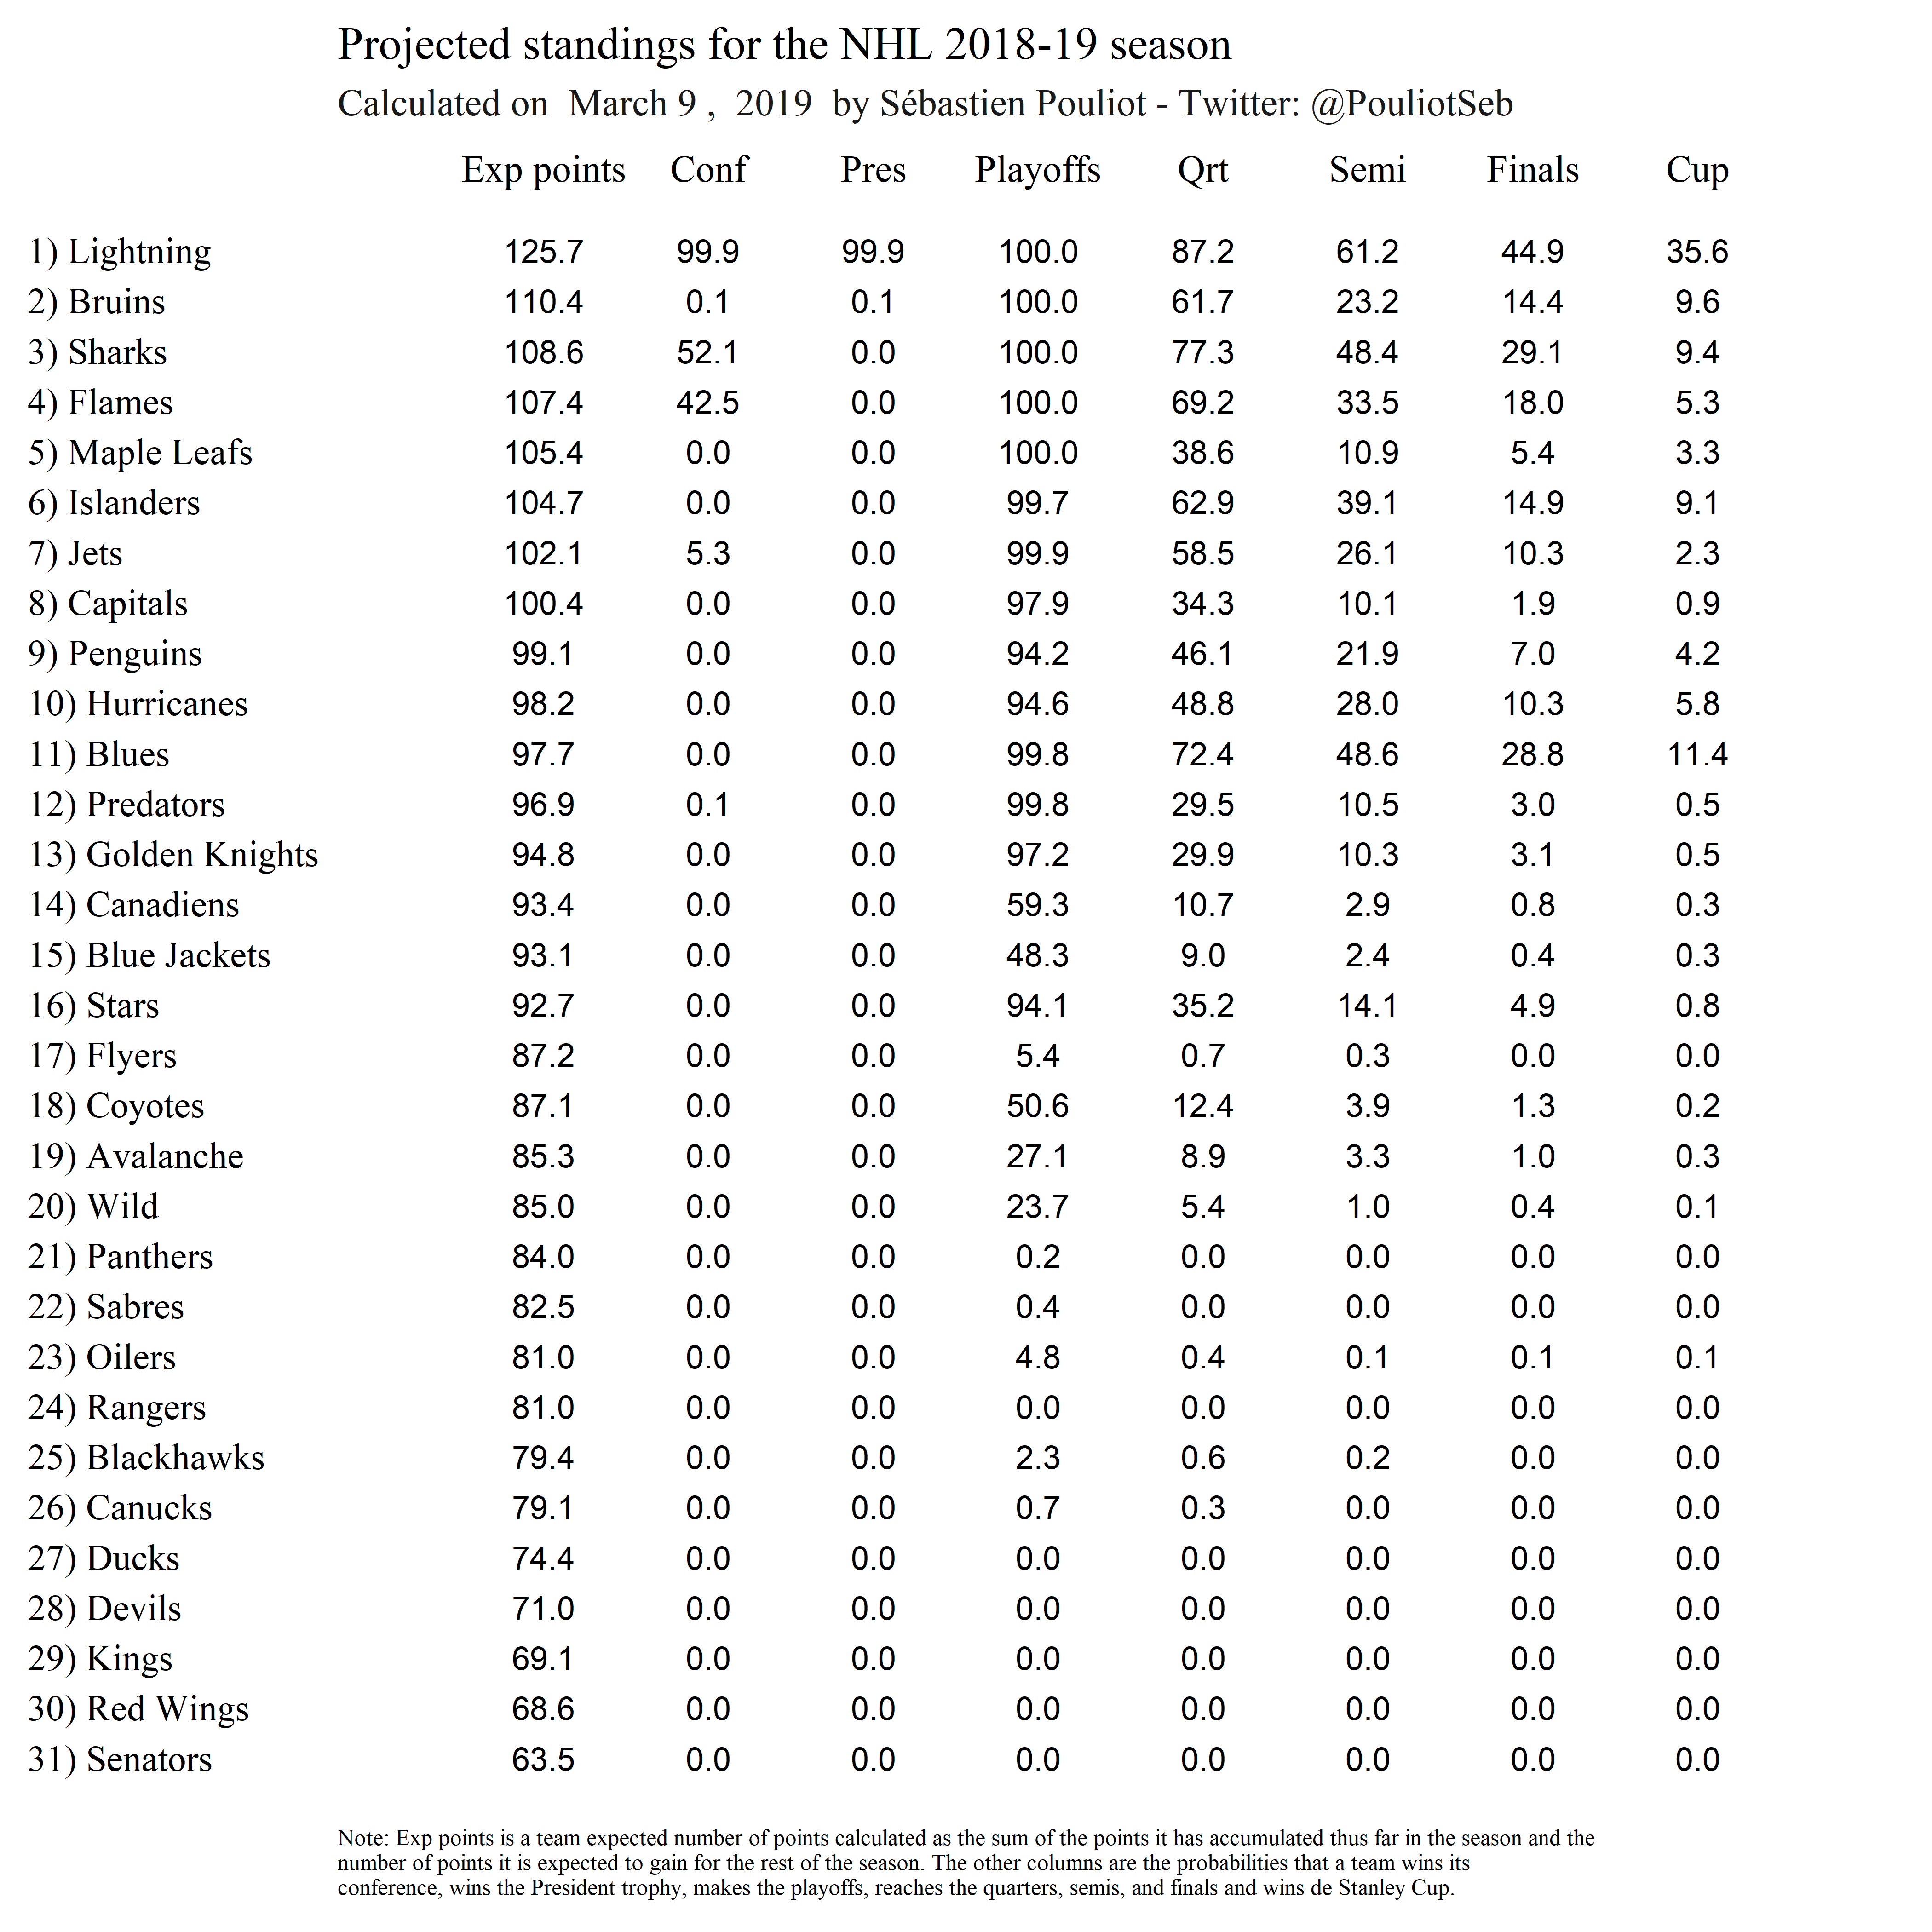 Projected standings for the NHL 2018-19 season
Calculated on March 9 , 2019 by Sébastien Pouliot - Twitter: @PouliotSeb
Exp points Conf Pres Playoffs Qrt Semi Finals Cup
1) Lightning 125.7 99.9 99.9 100.0 87.2 61.2 44.9 35.6
2) Bruins 110.4 0.1 0.1 100.0 61.7 23.2 14.4 9.6
3) Sharks 108.6 52.1 0.0 100.0 77.3 48.4 29.1 9.4
4) Flames 107.4 42.5 0.0 100.0 69.2 33.5 18.0 5.3
5) Maple Leafs 105.4 0.0 0.0 100.0 38.6 10.9 5.4 3.3
6) Islanders 104.7 0.0 0.0 99.7 62.9 39.1 14.9 9.1
7) Jets 102.1 5.3 0.0 99.9 58.5 26.1 10.3 2.3
8) Capitals 100.4 0.0 0.0 97.9 34.3 10.1 1.9 0.9
9) Penguins 99.1 0.0 0.0 94.2 46.1 21.9 7.0 4.2
10) Hurricanes 98.2 0.0 0.0 94.6 48.8 28.0 10.3 5.8
11) Blues 97.7 0.0 0.0 99.8 72.4 48.6 28.8 11.4
12) Predators 96.9 0.1 0.0 99.8 29.5 10.5 3.0 0.5
13) Golden Knights 94.8 0.0 0.0 97.2 29.9 10.3 3.1 0.5
14) Canadiens 93.4 0.0 0.0 59.3 10.7 2.9 0.8 0.3
15) Blue Jackets 93.1 0.0 0.0 48.3 9.0 2.4 0.4 0.3
16) Stars 92.7 0.0 0.0 94.1 35.2 14.1 4.9 0.8
17) Flyers 87.2 0.0 0.0 5.4 0.7 0.3 0.0 0.0
18) Coyotes 87.1 0.0 0.0 50.6 12.4 3.9 1.3 0.2
19) Avalanche 85.3 0.0 0.0 27.1 8.9 3.3 1.0 0.3
20) Wild 85.0 0.0 0.0 23.7 5.4 1.0 0.4 0.1
21) Panthers 84.0 0.0 0.0 0.2 0.0 0.0 0.0 0.0
22) Sabres 82.5 0.0 0.0 0.4 0.0 0.0 0.0 0.0
23) Oilers 81.0 0.0 0.0 4.8 0.4 0.1 0.1 0.1
24) Rangers 81.0 0.0 0.0 0.0 0.0 0.0 0.0 0.0
25) Blackhawks 79.4 0.0 0.0 2.3 0.6 0.2 0.0 0.0
26) Canucks 79.1 0.0 0.0 0.7 0.3 0.0 0.0 0.0
27) Ducks 74.4 0.0 0.0 0.0 0.0 0.0 0.0 0.0
28) Devils 71.0 0.0 0.0 0.0 0.0 0.0 0.0 0.0
29) Kings 69.1 0.0 0.0 0.0 0.0 0.0 0.0 0.0
30) Red Wings 68.6 0.0 0.0 0.0 0.0 0.0 0.0 0.0
31) Senators 63.5 0.0 0.0 0.0 0.0 0.0 0.0 0.0
Note: Exp points is a team expected number of points calculated as the sum of the points it has accumulated thus far in the season and the
number of points it is expected to gain for the rest of the season. The other columns are the probabilities that a team wins its
conference, wins the President trophy, makes the playoffs, reaches the quarters, semis, and finals and wins de Stanley Cup.